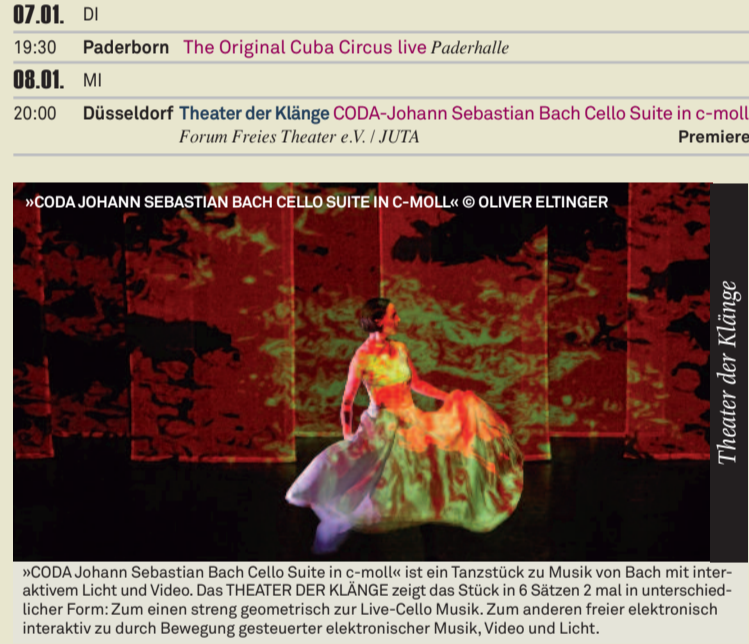 07.01. DI
19:30 Paderborn The Original Cuba Circus live Paderhalle
08.01. MI
20:00 Düsseldorf Theater der Klänge CODA-Johann Sebastian Bach Cello Suite in c-moll
Forum Freies Theater e.V. / JUTA Premiere
»CODA JOHANN SEBASTIAN BACH CELLO SUITE IN C-MOLL« © OLIVER ELTINGER
Theater der Klänge
»CODA Johann Sebastian Bach Cello Suite in c-moll« ist ein Tanzstück zu Musik von Bach mit inter-
aktivem Licht und Video. Das THEATER DER KLÄNGE zeigt das Stück in 6 Sätzen 2 mal in unterschied-
licher Form: Zum einen streng geometrisch zur Live-Cello Musik. Zum anderen freier elektronisch
interaktiv zu durch Bewegung gesteuerter elektronischer Musik, Video und Licht.